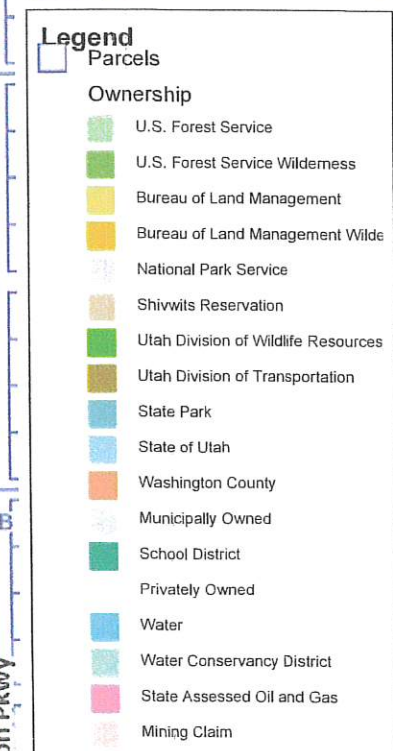 Legend
Parcels
Ownership
U.S. Forest Service
U.S. Forest Service Wilderness
Bureau of Land Management
Bureau of Land Management Wilde
National Park Service
Shivwits Reservation
Utah Division of Wildlife Resources
Utah Division of Transportation
State Park
State of Utah
Washington County
Municipally Owned
School District
Privately Owned
Water
Water Conservancy District
State Assessed Oil and Gas
Mining Claim
B
on Pkwy